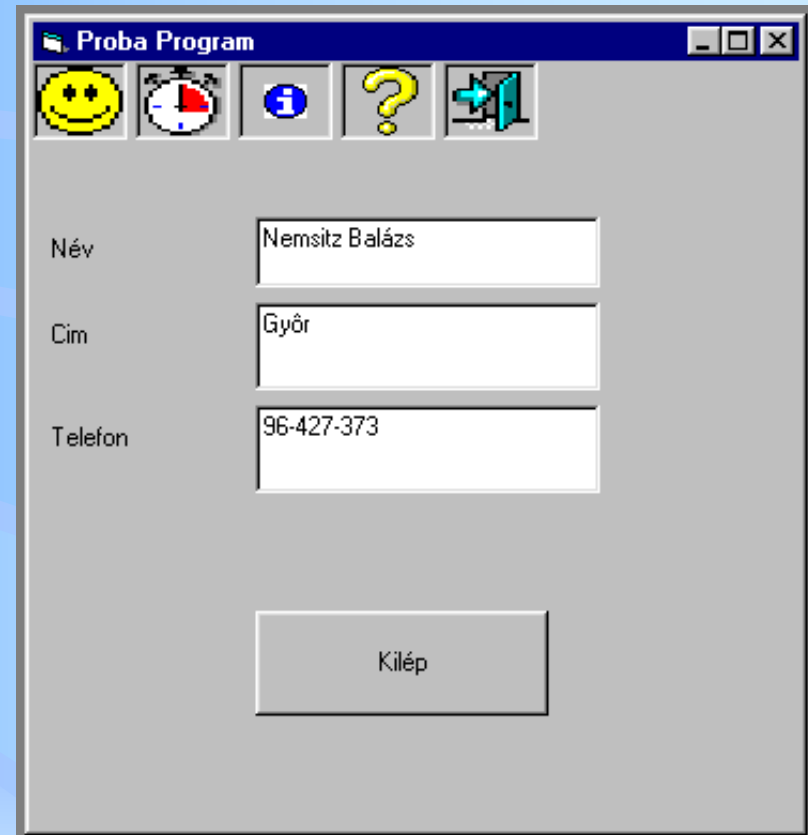 Proba Program
Név
Nemsitz Balázs
Cim
Gyôr
Telefon
96-427-373
Kilép